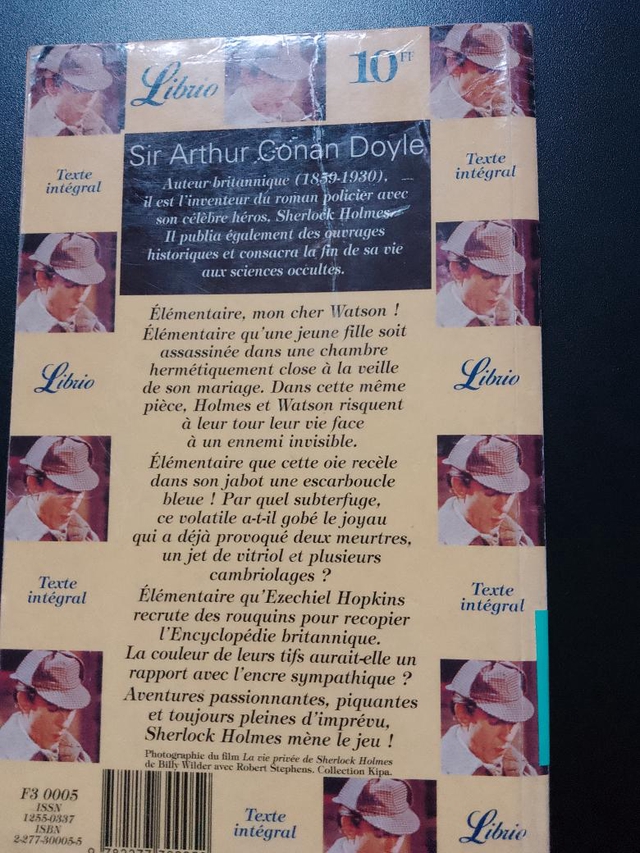 Librio
10FF
Sir Arthur Conan Doyle
Texte
intégral
Texte
intégral
Auteur britannique (1859-1930),
il est l'inventeur du roman policier avec
son célèbre héros, Sherlock Holmes.
Il publia également des ouvrages
historiques et consacra la fin de sa vie
aux sciences occultes.
Élémentaire, mon cher Watson !
Élémentaire qu'une jeune fille soit
assassinée dans une chambre
hermétiquement close à la veille
de son mariage. Dans cette même
pièce, Holmes et Watson risquent
à leur tour leur vie face
à un ennemi invisible.
Librio
Librio
Élémentaire que cette oie recèle
dans son jabot une escarboucle
bleue ! Par quel subterfuge,
ce volatile a-t-il gobé le joyau
qui a déjà provoqué deux meurtres,
un jet de vitriol et plusieurs
cambriolages ?
Texte
intégral
Texte
intégral
Élémentaire qu'Ezechiel Hopkins
recrute des rouquins pour recopier
l'Encyclopédie britannique.
La couleur de leurs tifs aurait-elle un
rapport avec l'encre sympathique ?
Aventures passionnantes, piquantes
et toujours pleines d'imprévu,
Sherlock Holmes mène le jeu !
Photographie du film La vie privée de Sherlock Holmes
de Billy Wilder avec Robert Stephens. Collection Kipa.
F3 0005
ISSN
1255-0337
ISBN
2-277-30005-5
Texte
intégral
Librio